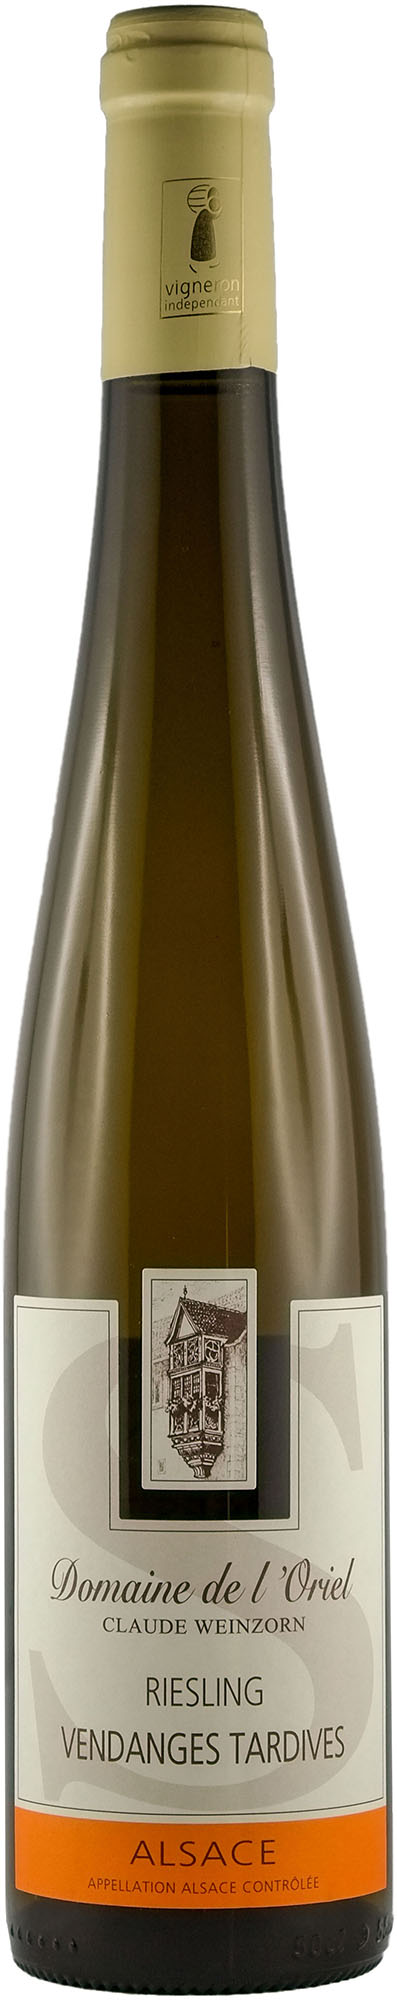 vigneron
indépendant
S
Domaine de l'Oriel
CLAUDE WEINZORN
RIESLING
VENDANGES TARDIVES
ALSACE
APPELLATION ALSACE CONTRÔLÉE